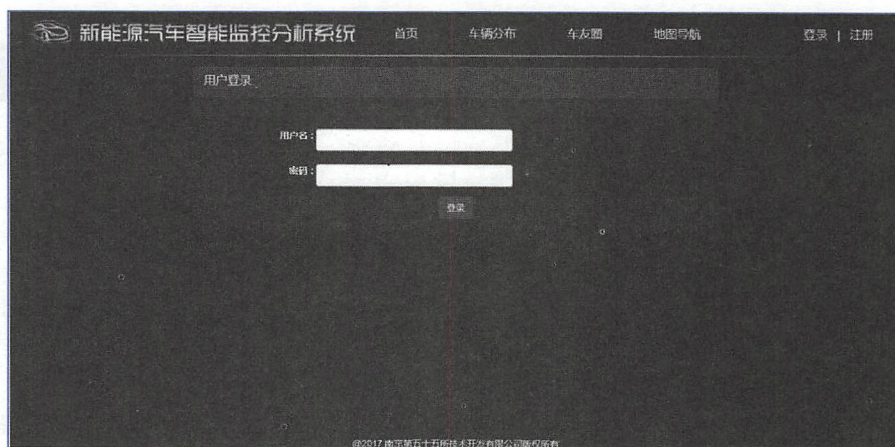 新能源汽车智能监控分析系统 首页 车辆分布 车友圈 地图导航 登录 | 注册
用户登录
用户名：
密码：
登录
@2017 南京第五十五所技术开发有限公司版权所有